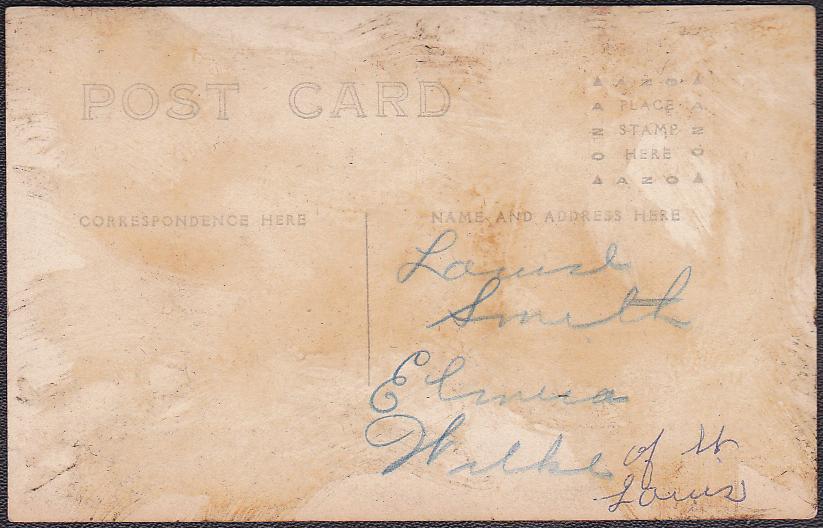 POST CARD
▲ AZO ▲
A PLACE A
N STAMP N
O HERE O
▲ AZO ▲
CORRESPONDENCE HERE
NAME AND ADDRESS HERE
Louise
Smith
Elmira
Wilke of St
Louis